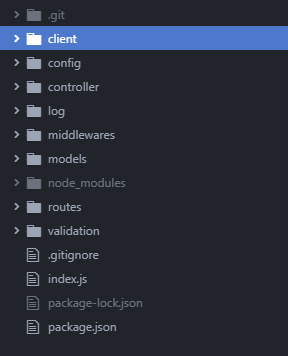 .git
client
config
controller
log
middlewares
models
node_modules
routes
validation
.gitignore
index.js
package-lock.json
package.json